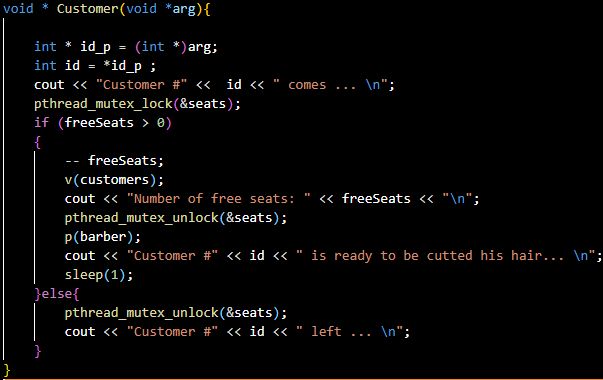 void * Customer(void *arg){
int * id_p = (int *)arg;
int id = *id_p ;
cout << "Customer #" <<  id << " comes ... \n";
pthread_mutex_lock(&seats);
if (freeSeats > 0)
{
-- freeSeats;
v(customers);
cout << "Number of free seats: " << freeSeats << "\n";
pthread_mutex_unlock(&seats);
p(barber);
cout << "Customer #" << id << " is ready to be cutted his hair... \n";
sleep(1);
}else{
pthread_mutex_unlock(&seats);
cout << "Customer #" << id << " left ... \n";
}
}